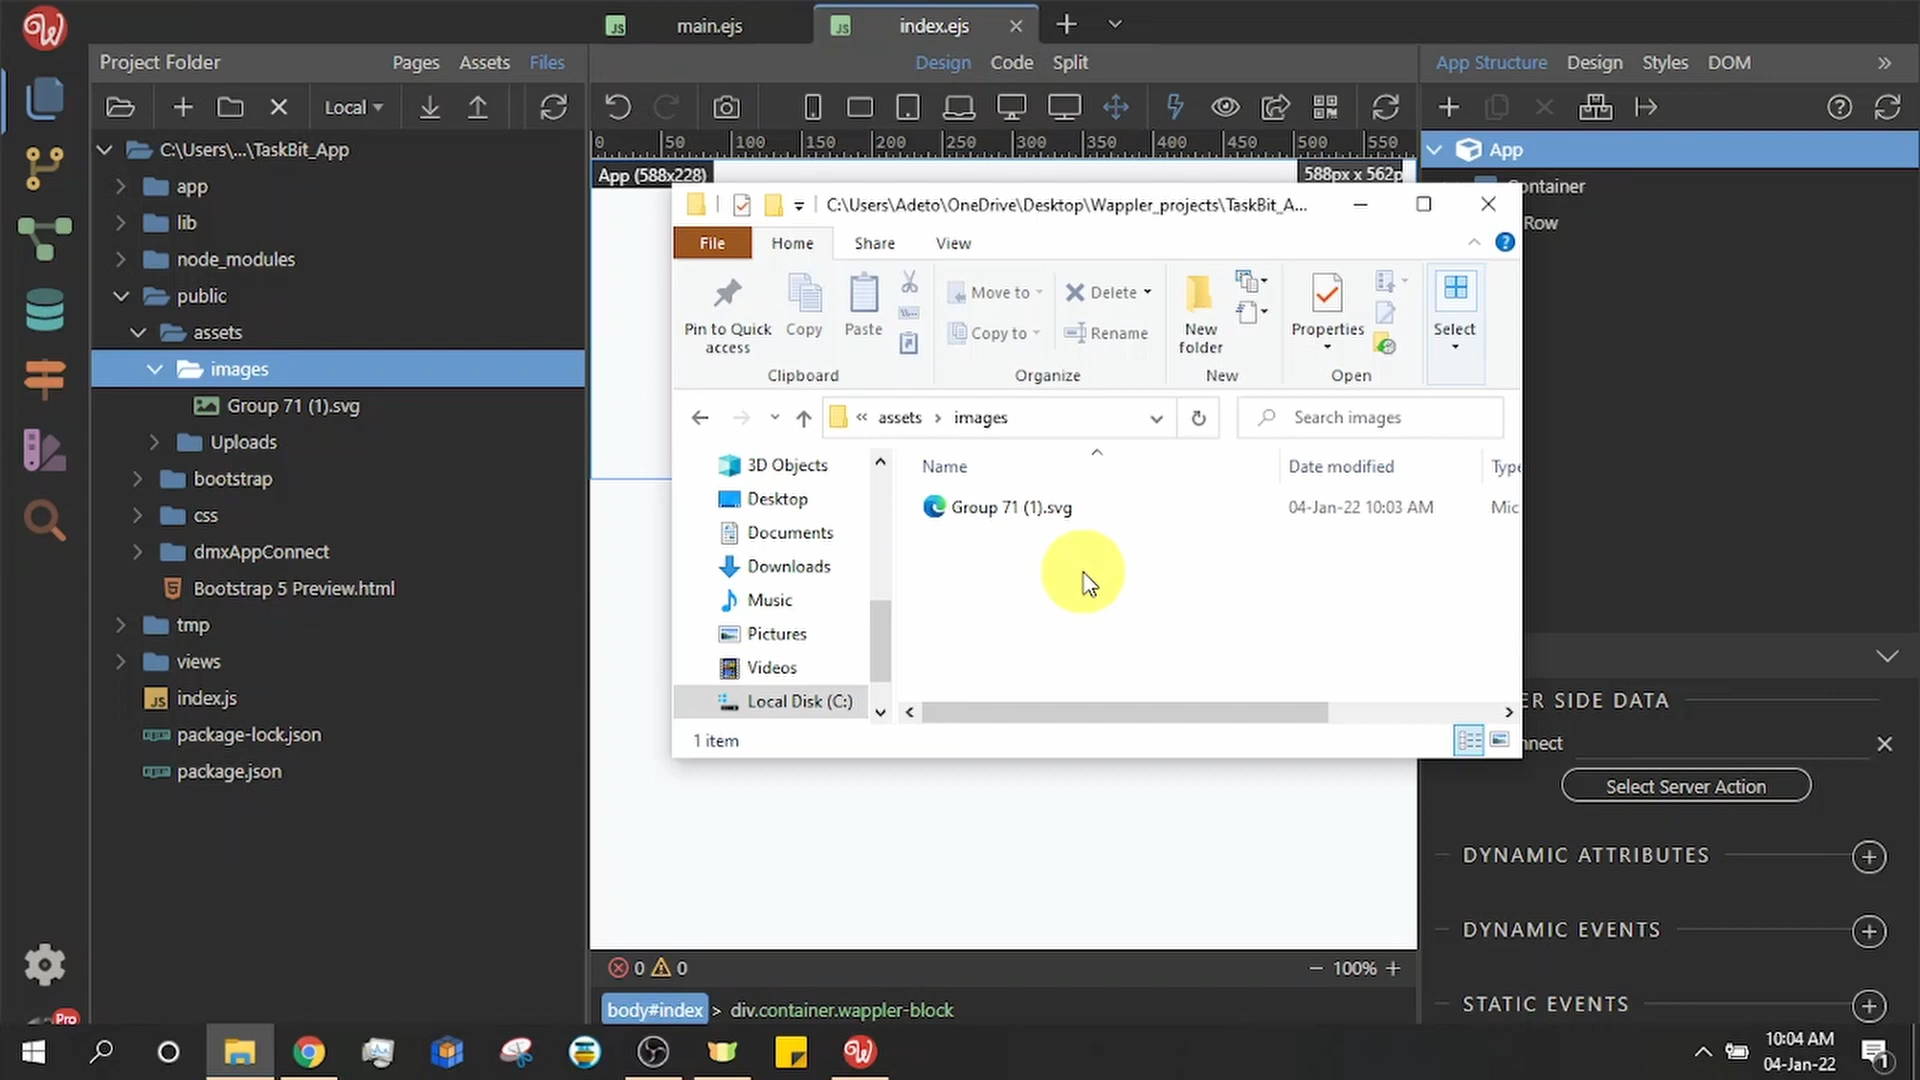 main.ejs
index.ejs
Project Folder
Pages
Assets
Files
Design
Code
Split
App Structure
Design
Styles
DOM
Local
0 50 100 150 200 250 300 350 400 450 500 550
C:\Users\...\TaskBit_App
app
lib
node_modules
public
assets
images
Group 71 (1).svg
Uploads
bootstrap
css
dmxAppConnect
Bootstrap 5 Preview.html
tmp
views
index.js
package-lock.json
package.json
App (588x228)
588px x 562p
App
Container
Row
C:\Users\Adeto\OneDrive\Desktop\Wappler_projects\TaskBit_A...
File
Home
Share
View
Pin to Quick access
Copy
Paste
Clipboard
Move to
Copy to
Delete
Rename
Organize
New folder
New
Properties
Open
Select
« assets > images
Search images
3D Objects
Desktop
Documents
Downloads
Music
Pictures
Videos
Local Disk (C:)
Name
Date modified
Type
Group 71 (1).svg
04-Jan-22 10:03 AM
Mic
1 item
ER SIDE DATA
nnect
Select Server Action
DYNAMIC ATTRIBUTES
DYNAMIC EVENTS
STATIC EVENTS
0
0
100%
body#index > div.container.wappler-block
Pro
10:04 AM
04-Jan-22
1